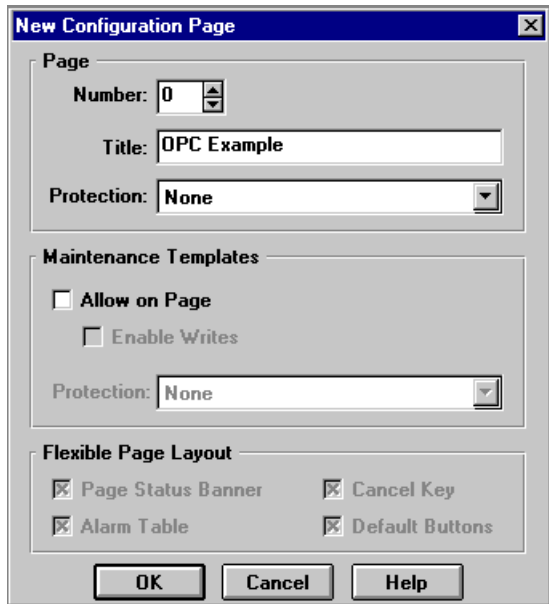 New Configuration Page
Page
Number: 0
Title: OPC Example
Protection: None
Maintenance Templates
Allow on Page
Enable Writes
Protection: None
Flexible Page Layout
Page Status Banner Cancel Key
Alarm Table Default Buttons
OK Cancel Help